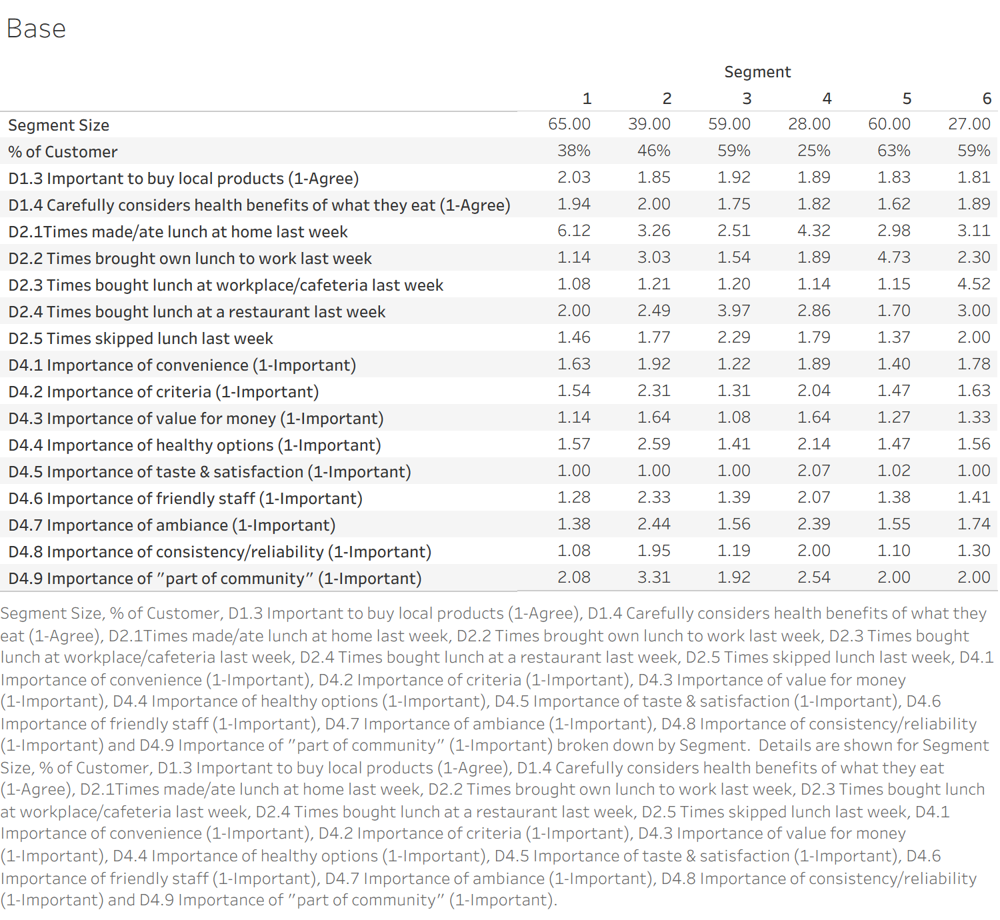 Base
Segment
1 2 3 4 5 6
Segment Size 65.00 39.00 59.00 28.00 60.00 27.00
% of Customer 38% 46% 59% 25% 63% 59%
D1.3 Important to buy local products (1-Agree) 2.03 1.85 1.92 1.89 1.83 1.81
D1.4 Carefully considers health benefits of what they eat (1-Agree) 1.94 2.00 1.75 1.82 1.62 1.89
D2.1Times made/ate lunch at home last week 6.12 3.26 2.51 4.32 2.98 3.11
D2.2 Times brought own lunch to work last week 1.14 3.03 1.54 1.89 4.73 2.30
D2.3 Times bought lunch at workplace/cafeteria last week 1.08 1.21 1.20 1.14 1.15 4.52
D2.4 Times bought lunch at a restaurant last week 2.00 2.49 3.97 2.86 1.70 3.00
D2.5 Times skipped lunch last week 1.46 1.77 2.29 1.79 1.37 2.00
D4.1 Importance of convenience (1-Important) 1.63 1.92 1.22 1.89 1.40 1.78
D4.2 Importance of criteria (1-Important) 1.54 2.31 1.31 2.04 1.47 1.63
D4.3 Importance of value for money (1-Important) 1.14 1.64 1.08 1.64 1.27 1.33
D4.4 Importance of healthy options (1-Important) 1.57 2.59 1.41 2.14 1.47 1.56
D4.5 Importance of taste & satisfaction (1-Important) 1.00 1.00 1.00 2.07 1.02 1.00
D4.6 Importance of friendly staff (1-Important) 1.28 2.33 1.39 2.07 1.38 1.41
D4.7 Importance of ambiance (1-Important) 1.38 2.44 1.56 2.39 1.55 1.74
D4.8 Importance of consistency/reliability (1-Important) 1.08 1.95 1.19 2.00 1.10 1.30
D4.9 Importance of "part of community" (1-Important) 2.08 3.31 1.92 2.54 2.00 2.00
Segment Size, % of Customer, D1.3 Important to buy local products (1-Agree), D1.4 Carefully considers health benefits of what they
eat (1-Agree), D2.1Times made/ate lunch at home last week, D2.2 Times brought own lunch to work last week, D2.3 Times bought
lunch at workplace/cafeteria last week, D2.4 Times bought lunch at a restaurant last week, D2.5 Times skipped lunch last week, D4.1
Importance of convenience (1-Important), D4.2 Importance of criteria (1-Important), D4.3 Importance of value for money
(1-Important), D4.4 Importance of healthy options (1-Important), D4.5 Importance of taste & satisfaction (1-Important), D4.6
Importance of friendly staff (1-Important), D4.7 Importance of ambiance (1-Important), D4.8 Importance of consistency/reliability
(1-Important) and D4.9 Importance of "part of community" (1-Important) broken down by Segment.  Details are shown for Segment
Size, % of Customer, D1.3 Important to buy local products (1-Agree), D1.4 Carefully considers health benefits of what they eat
(1-Agree), D2.1Times made/ate lunch at home last week, D2.2 Times brought own lunch to work last week, D2.3 Times bought lunch
at workplace/cafeteria last week, D2.4 Times bought lunch at a restaurant last week, D2.5 Times skipped lunch last week, D4.1
Importance of convenience (1-Important), D4.2 Importance of criteria (1-Important), D4.3 Importance of value for money
(1-Important), D4.4 Importance of healthy options (1-Important), D4.5 Importance of taste & satisfaction (1-Important), D4.6
Importance of friendly staff (1-Important), D4.7 Importance of ambiance (1-Important), D4.8 Importance of consistency/reliability
(1-Important) and D4.9 Importance of "part of community" (1-Important).